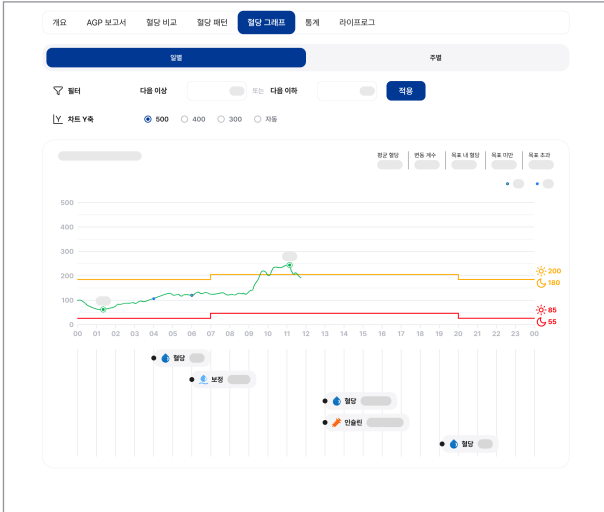 개요 AGP 보고서 혈당 비교 혈당 패턴 혈당 그래프 통계 라이프로그
일별 주별
필터 다음 이상 또는 다음 이하 적용
차트 Y축 500 400 300 자동
평균 혈당 변동 계수 목표 내 혈당 목표 미만 목표 초과
500
400
300
200
100
0
200
180
85
55
00 01 02 03 04 05 06 07 08 09 10 11 12 13 14 15 16 17 18 19 20 21 22 23 00
혈당
보정
혈당
인슐린
혈당